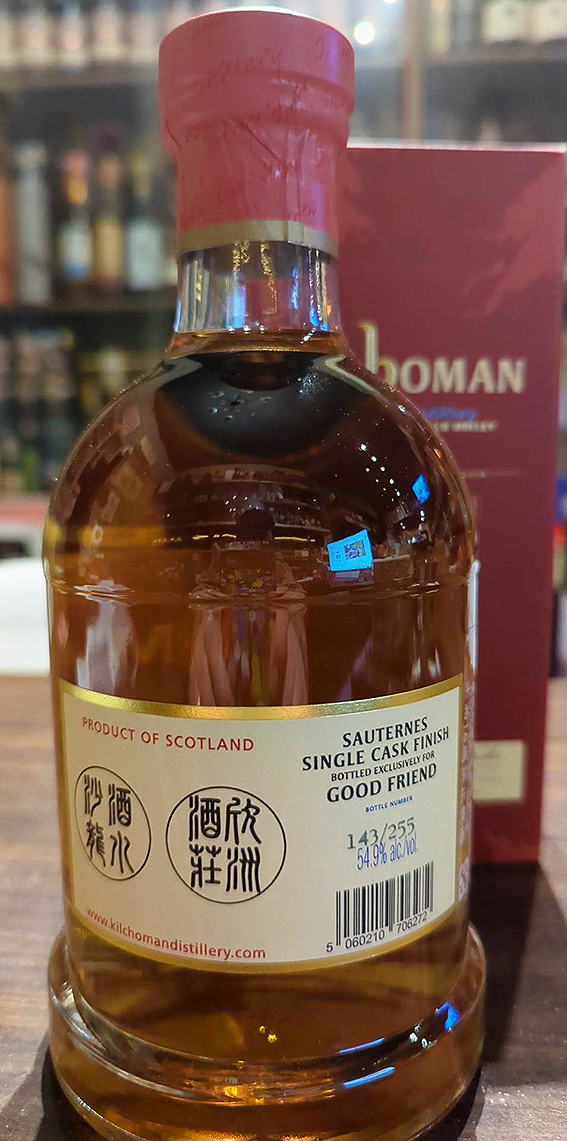 hoMAN
PRODUCT OF SCOTLAND
酒水
沙龍
欣洲
酒莊
www.kilchomandistillery.com
SAUTERNES
SINGLE CASK FINISH
BOTTLED EXCLUSIVELY FOR
GOOD FRIEND
BOTTLE NUMBER
143/255
54.9% alc/vol.
5 060210 706272